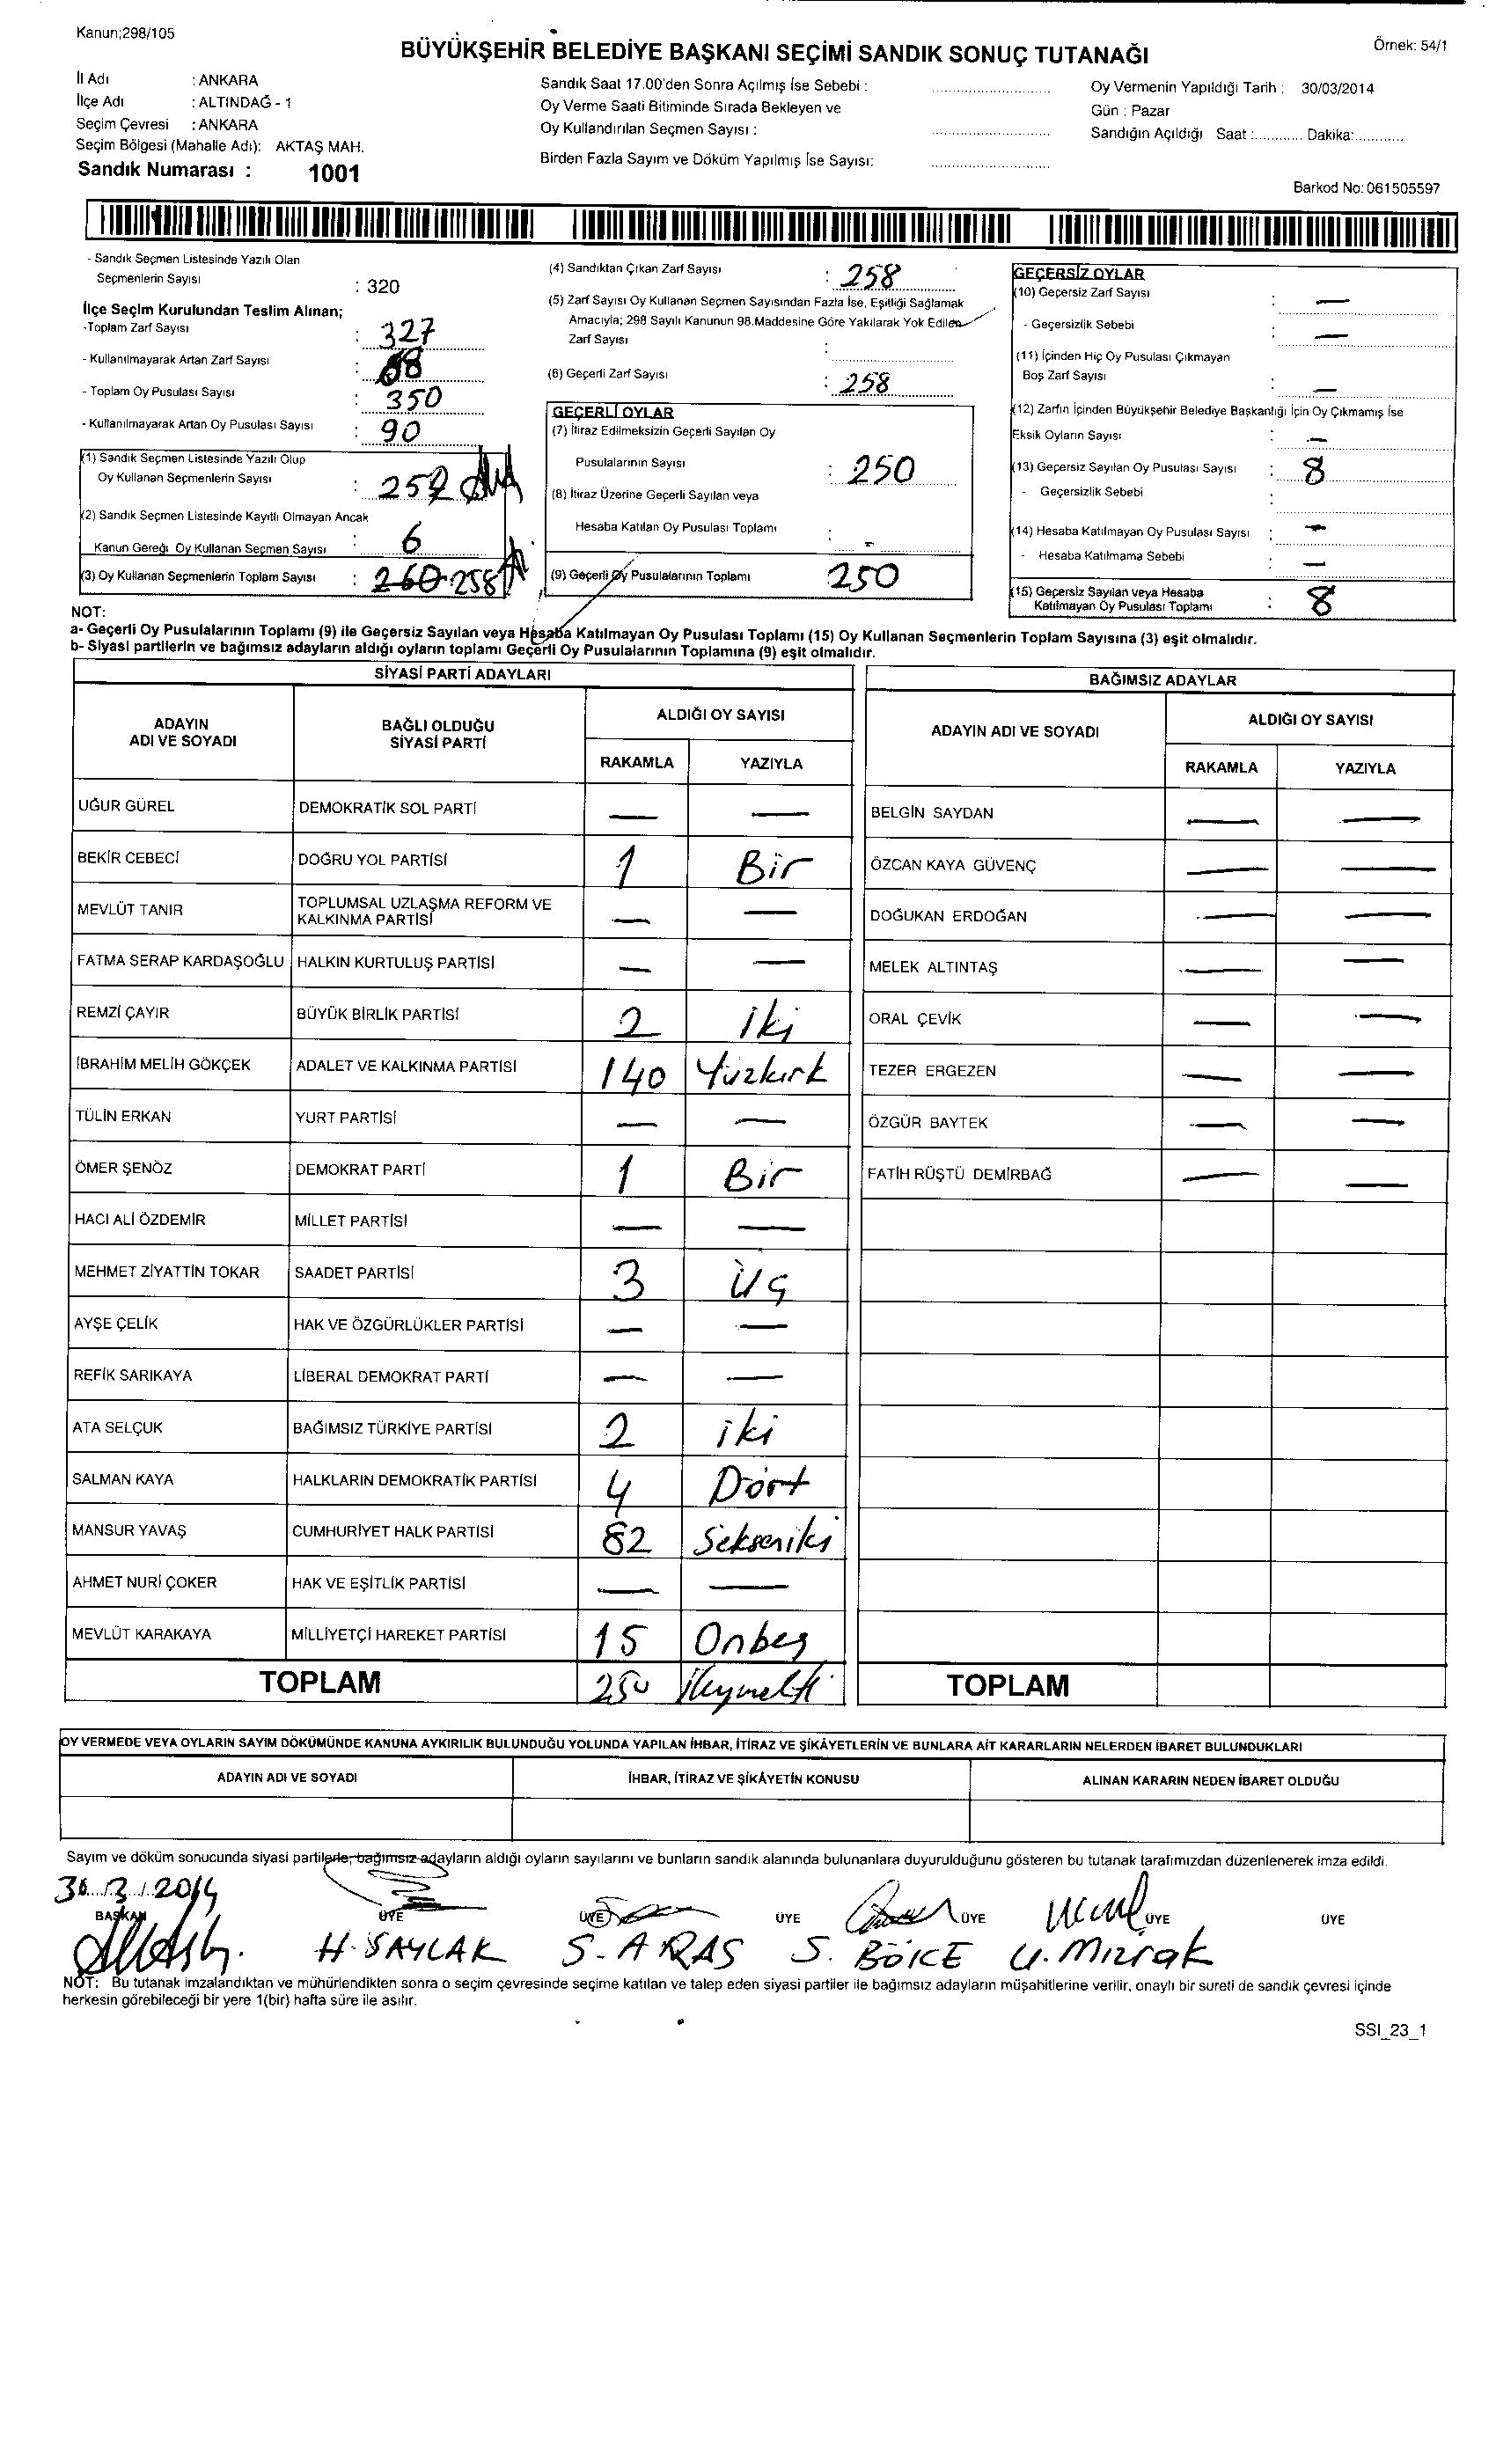 Kanun;298/105
BÜYÜKŞEHİR BELEDİYE BAŞKANI SEÇİMİ SANDIK SONUÇ TUTANAĞI
Örnek: 54/1
İl Adı : ANKARA
İlçe Adı : ALTINDAĞ - 1
Seçim Çevresi : ANKARA
Seçim Bölgesi (Mahalle Adı): AKTAŞ MAH.
Sandık Numarası : 1001
Sandık Saat 17.00'den Sonra Açılmış İse Sebebi :
Oy Verme Saati Bitiminde Sırada Bekleyen ve
Oy Kullandırılan Seçmen Sayısı :
Birden Fazla Sayım ve Döküm Yapılmış İse Sayısı:
Oy Vermenin Yapıldığı Tarih : 30/03/2014
Gün : Pazar
Sandığın Açıldığı Saat :............ Dakika:............
Barkod No: 061505597
- Sandık Seçmen Listesinde Yazılı Olan
Seçmenlerin Sayısı : 320
İlçe Seçim Kurulundan Teslim Alınan;
-Toplam Zarf Sayısı : 327
- Kullanılmayarak Artan Zarf Sayısı :
- Toplam Oy Pusulası Sayısı : 350
- Kullanılmayarak Artan Oy Pusulası Sayısı : 90
(1) Sandık Seçmen Listesinde Yazılı Olup
Oy Kullanan Seçmenlerin Sayısı :
(2) Sandık Seçmen Listesinde Kayıtlı Olmayan Ancak
Kanun Gereği Oy Kullanan Seçmen Sayısı : 6
(3) Oy Kullanan Seçmenlerin Toplam Sayısı : 260 258
(4) Sandıktan Çıkan Zarf Sayısı : 258
(5) Zarf Sayısı Oy Kullanan Seçmen Sayısından Fazla İse, Eşitliği Sağlamak
Amacıyla; 298 Sayılı Kanunun 98.Maddesine Göre Yakılarak Yok Edilen
Zarf Sayısı :
(6) Geçerli Zarf Sayısı : 258
GEÇERLİ OYLAR
(7) İtiraz Edilmeksizin Geçerli Sayılan Oy
Pusulalarının Sayısı : 250
(8) İtiraz Üzerine Geçerli Sayılan veya
Hesaba Katılan Oy Pusulası Toplamı : -
(9) Geçerli Oy Pusulalarının Toplamı 250
GEÇERSİZ OYLAR
(10) Geçersiz Zarf Sayısı : —
- Geçersizlik Sebebi : —
(11) İçinden Hiç Oy Pusulası Çıkmayan
Boş Zarf Sayısı : —
(12) Zarfın İçinden Büyükşehir Belediye Başkanlığı İçin Oy Çıkmamış İse
Eksik Oyların Sayısı : —
(13) Geçersiz Sayılan Oy Pusulası Sayısı : 8
- Geçersizlik Sebebi :
(14) Hesaba Katılmayan Oy Pusulası Sayısı : —
- Hesaba Katılmama Sebebi : —
(15) Geçersiz Sayılan veya Hesaba
Katılmayan Oy Pusulası Toplamı : 8
NOT:
a- Geçerli Oy Pusulalarının Toplamı (9) ile Geçersiz Sayılan veya Hesaba Katılmayan Oy Pusulası Toplamı (15) Oy Kullanan Seçmenlerin Toplam Sayısına (3) eşit olmalıdır.
b- Siyasi partilerin ve bağımsız adayların aldığı oyların toplamı Geçerli Oy Pusulalarının Toplamına (9) eşit olmalıdır.
SİYASİ PARTİ ADAYLARI
ADAYIN ADI VE SOYADI
BAĞLI OLDUĞU SİYASİ PARTİ
ALDIĞI OY SAYISI
RAKAMLA YAZIYLA
UĞUR GÜREL DEMOKRATİK SOL PARTİ — —
BEKİR CEBECİ DOĞRU YOL PARTİSİ 1 Bir
MEVLÜT TANIR TOPLUMSAL UZLAŞMA REFORM VE KALKINMA PARTİSİ — —
FATMA SERAP KARDAŞOĞLU HALKIN KURTULUŞ PARTİSİ — —
REMZİ ÇAYIR BÜYÜK BİRLİK PARTİSİ 2 iki
İBRAHİM MELİH GÖKÇEK ADALET VE KALKINMA PARTİSİ 140 Yüzkırk
TÜLİN ERKAN YURT PARTİSİ — —
ÖMER ŞENÖZ DEMOKRAT PARTİ 1 Bir
HACI ALİ ÖZDEMİR MİLLET PARTİSİ — —
MEHMET ZİYATTİN TOKAR SAADET PARTİSİ 3 Üç
AYŞE ÇELİK HAK VE ÖZGÜRLÜKLER PARTİSİ — —
REFİK SARIKAYA LİBERAL DEMOKRAT PARTİ — —
ATA SELÇUK BAĞIMSIZ TÜRKİYE PARTİSİ 2 iki
SALMAN KAYA HALKLARIN DEMOKRATİK PARTİSİ 4 Dört
MANSUR YAVAŞ CUMHURİYET HALK PARTİSİ 82 Sekseniki
AHMET NURİ ÇOKER HAK VE EŞİTLİK PARTİSİ — —
MEVLÜT KARAKAYA MİLLİYETÇİ HAREKET PARTİSİ 15 Onbeş
TOPLAM 250
BAĞIMSIZ ADAYLAR
ADAYIN ADI VE SOYADI
ALDIĞI OY SAYISI
RAKAMLA YAZIYLA
BELGİN SAYDAN — —
ÖZCAN KAYA GÜVENÇ — —
DOĞUKAN ERDOĞAN — —
MELEK ALTINTAŞ — —
ORAL ÇEVİK — —
TEZER ERGEZEN — —
ÖZGÜR BAYTEK — —
FATİH RÜŞTÜ DEMİRBAĞ — —
TOPLAM
OY VERMEDE VEYA OYLARIN SAYIM DÖKÜMÜNDE KANUNA AYKIRILIK BULUNDUĞU YOLUNDA YAPILAN İHBAR, İTİRAZ VE ŞİKÂYETLERİN VE BUNLARA AİT KARARLARIN NELERDEN İBARET BULUNDUKLARI
ADAYIN ADI VE SOYADI İHBAR, İTİRAZ VE ŞİKÂYETİN KONUSU ALINAN KARARIN NEDEN İBARET OLDUĞU
Sayım ve döküm sonucunda siyasi partilerle, bağımsız adayların aldığı oyların sayılarını ve bunların sandık alanında bulunanlara duyurulduğunu gösteren bu tutanak tarafımızdan düzenlenerek imza edildi.
30.../3.../.2014
BAŞKAN ÜYE ÜYE ÜYE ÜYE ÜYE ÜYE
H. SAYLAK S. ARAS S. BÖİCE U. Mızrak
NOT: Bu tutanak imzalandıktan ve mühürlendikten sonra o seçim çevresinde seçime katılan ve talep eden siyasi partiler ile bağımsız adayların müşahitlerine verilir, onaylı bir sureti de sandık çevresi içinde
herkesin görebileceği bir yere 1(bir) hafta süre ile asılır.
SSI_23_1